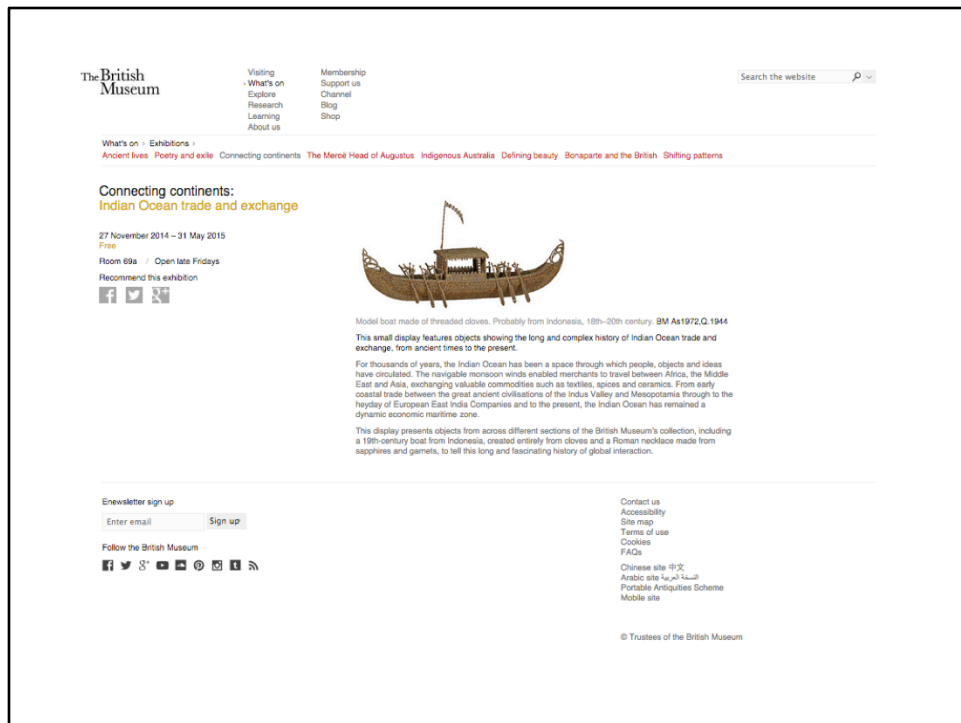 The British
Museum
Visiting
› What's on
Explore
Research
Learning
About us
Membership
Support us
Channel
Blog
Shop
Search the website
What's on › Exhibitions ›
Ancient lives Poetry and exile Connecting continents The Meroë Head of Augustus Indigenous Australia Defining beauty Bonaparte and the British Shifting patterns
Connecting continents:
Indian Ocean trade and exchange
27 November 2014 – 31 May 2015
Free
Room 69a / Open late Fridays
Recommend this exhibition
Model boat made of threaded cloves. Probably from Indonesia, 18th–20th century. BM As1972,Q.1944
This small display features objects showing the long and complex history of Indian Ocean trade and
exchange, from ancient times to the present.
For thousands of years, the Indian Ocean has been a space through which people, objects and ideas
have circulated. The navigable monsoon winds enabled merchants to travel between Africa, the Middle
East and Asia, exchanging valuable commodities such as textiles, spices and ceramics. From early
coastal trade between the great ancient civilisations of the Indus Valley and Mesopotamia through to the
heyday of European East India Companies and to the present, the Indian Ocean has remained a
dynamic economic maritime zone.
This display presents objects from across different sections of the British Museum's collection, including
a 19th-century boat from Indonesia, created entirely from cloves and a Roman necklace made from
sapphires and garnets, to tell this long and fascinating history of global interaction.
Enewsletter sign up
Enter email Sign up
Follow the British Museum
Contact us
Accessibility
Site map
Terms of use
Cookies
FAQs
Chinese site 中文
Arabic site النسخة العربية
Portable Antiquities Scheme
Mobile site
© Trustees of the British Museum